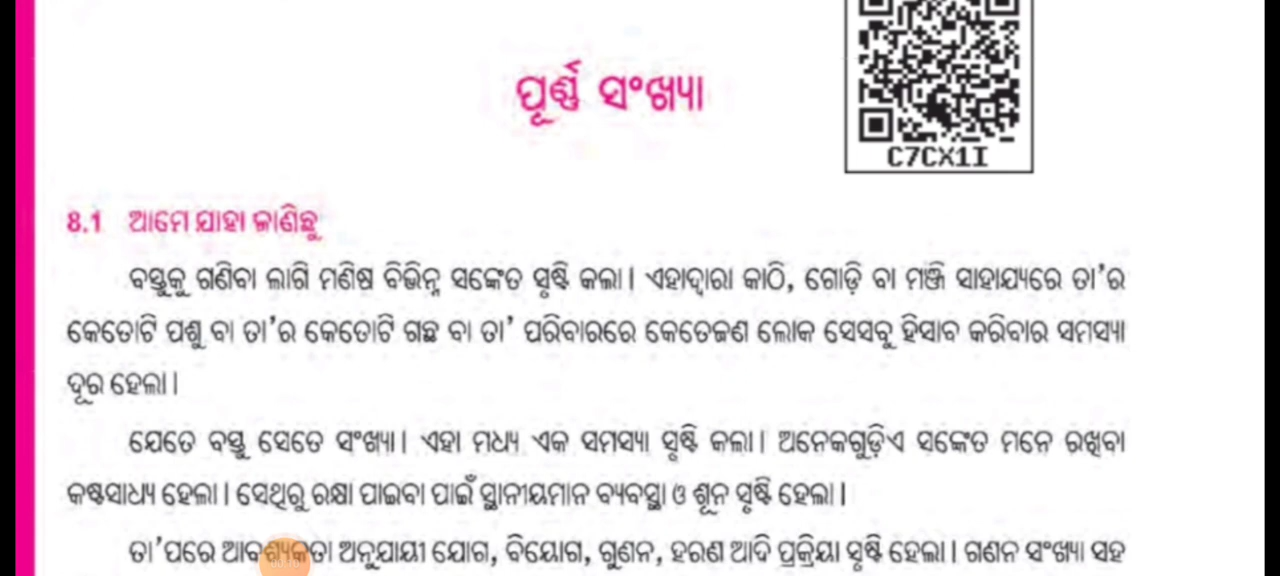 C7CX1I
ପୂର୍ଣ୍ଣ ସଂଖ୍ୟା
8.1 ଆମେ ଯାହା ଜାଣିଛୁ
ବସ୍ତୁକୁ ଗଣିବା ଲାଗି ମଣିଷ ବିଭିନ୍ନ ସଙ୍କେତ ସୃଷ୍ଟି କଲା। ଏହାଦ୍ୱାରା କାଠି, ଗୋଡ଼ି ବା ମଞ୍ଜି ସାହାଯ୍ୟରେ ତା’ର
କେତୋଟି ପଶୁ ବା ତା’ର କେତୋଟି ଗଛ ବା ତା’ ପରିବାରରେ କେତେଜଣ ଲୋକ ସେସବୁ ହିସାବ କରିବାର ସମସ୍ୟା
ଦୂର ହେଲା।
ଯେତେ ବସ୍ତୁ ସେତେ ସଂଖ୍ୟା। ଏହା ମଧ୍ୟ ଏକ ସମସ୍ୟା ସୃଷ୍ଟି କଲା। ଅନେକଗୁଡ଼ିଏ ସଙ୍କେତ ମନେ ରଖିବା
କଷ୍ଟସାଧ୍ୟ ହେଲା। ସେଥିରୁ ରକ୍ଷା ପାଇବା ପାଇଁ ସ୍ଥାନୀୟମାନ ବ୍ୟବସ୍ଥା ଓ ଶୂନ ସୃଷ୍ଟି ହେଲା।
ତା’ପରେ ଆବଶ୍ୟକତା ଅନୁଯାୟୀ ଯୋଗ, ବିୟୋଗ, ଗୁଣନ, ହରଣ ଆଦି ପ୍ରକ୍ରିୟା ସୃଷ୍ଟି ହେଲା। ଗଣନ ସଂଖ୍ୟା ସହ